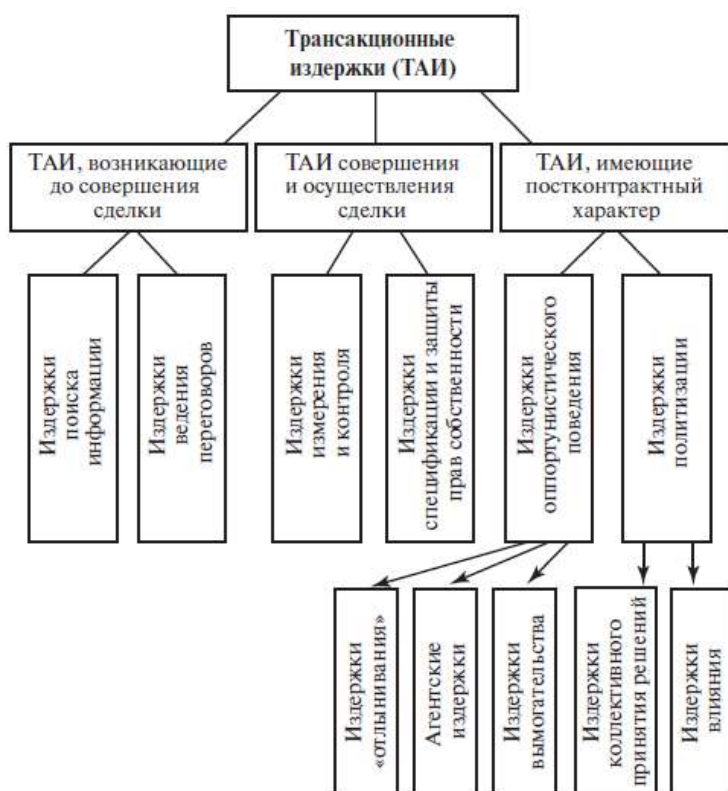 Трансакционные
издержки (ТАИ)
ТАИ, возникающие
до совершения
сделки
ТАИ совершения
и осуществления
сделки
ТАИ, имеющие
постконтрактный
характер
Издержки
поиска
информации
Издержки
ведения
переговоров
Издержки
измерения
и контроля
Издержки
спецификации и защиты
прав собственности
Издержки
оппортунистического
поведения
Издержки
политизации
Издержки
«отлынивания»
Агентские
издержки
Издержки
вымогательства
Издержки
коллективного
принятия решений
Издержки
влияния